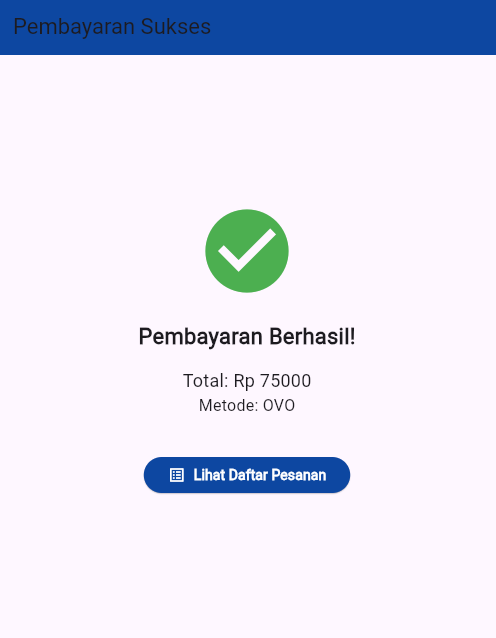 Pembayaran Sukses
Pembayaran Berhasil!
Total: Rp 75000
Metode: OVO
Lihat Daftar Pesanan